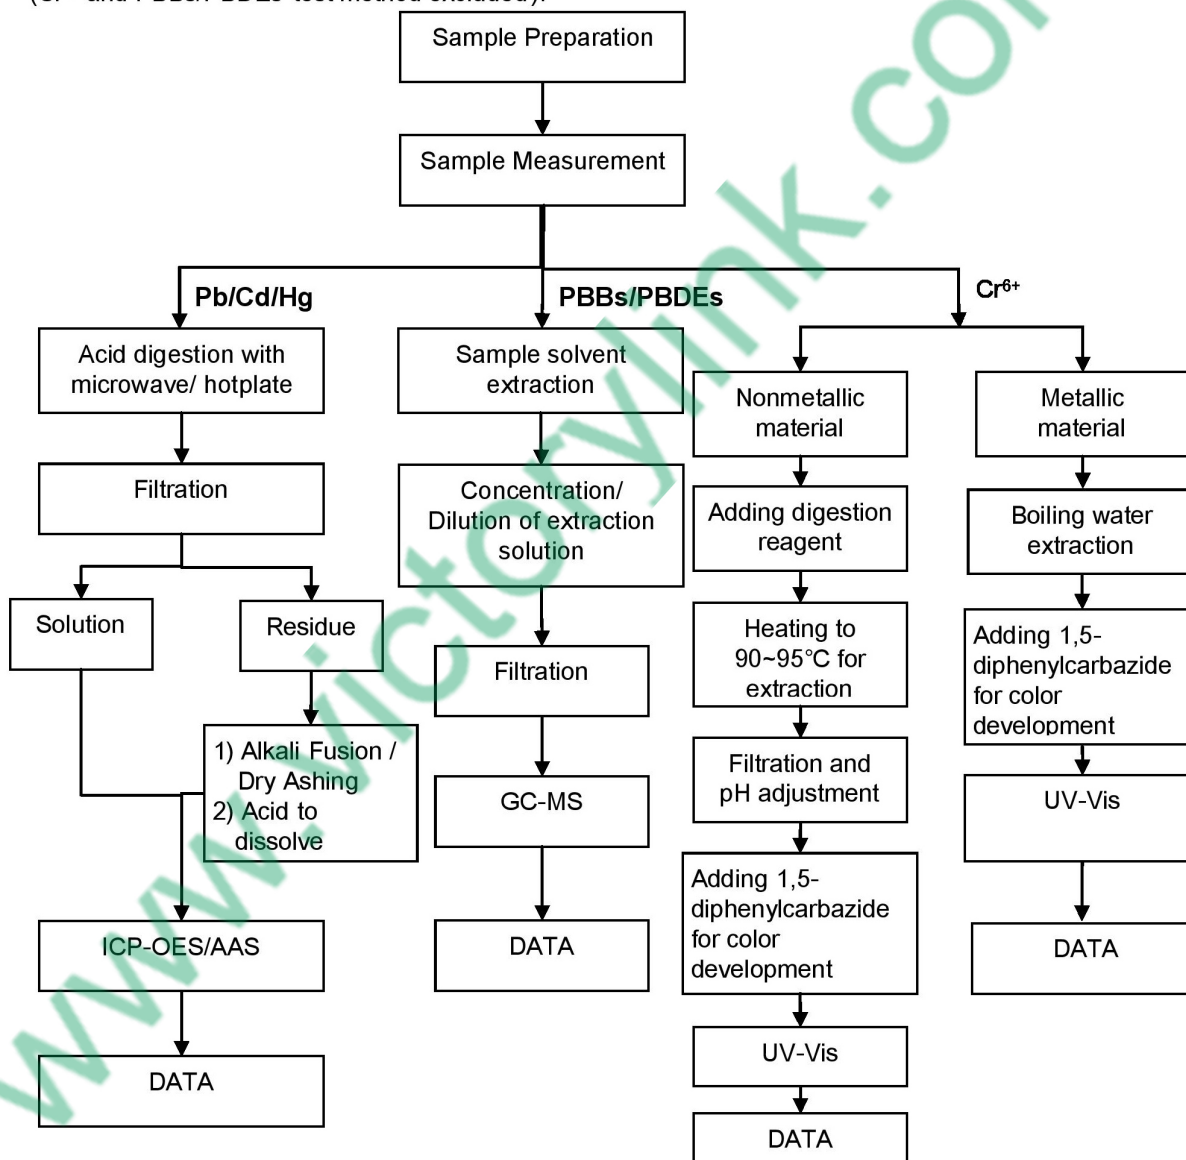 Sample Preparation
Sample Measurement
Pb/Cd/Hg
Acid digestion with
microwave/ hotplate
Filtration
Solution
Residue
1) Alkali Fusion /
Dry Ashing
2) Acid to
dissolve
ICP-OES/AAS
DATA
PBBs/PBDEs
Sample solvent
extraction
Concentration/
Dilution of extraction
solution
Filtration
GC-MS
DATA
Cr⁶⁺
Nonmetallic
material
Adding digestion
reagent
Heating to
90~95°C for
extraction
Filtration and
pH adjustment
Adding 1,5-
diphenylcarbazide
for color
development
UV-Vis
DATA
Metallic
material
Boiling water
extraction
Adding 1,5-
diphenylcarbazide
for color
development
UV-Vis
DATA
www.victorylink.co